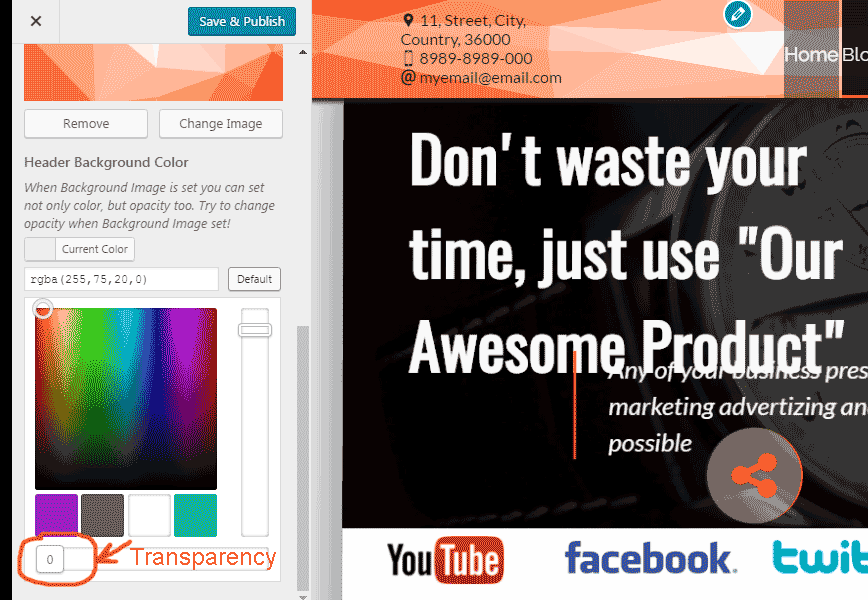 Save & Publish
Remove
Change Image
Header Background Color
When Background Image is set you can set
not only color, but opacity too. Try to change
opacity when Background Image set!
Current Color
rgba(255,75,20,0)
Default
0
Transparency
11, Street, City,
Country, 36000
8989-8989-000
@ myemail@email.com
Home
Blo
Don't waste your
time, just use "Our
Awesome Product"
Any of your business pres
marketing advertizing an
possible
YouTube
facebook.
twit